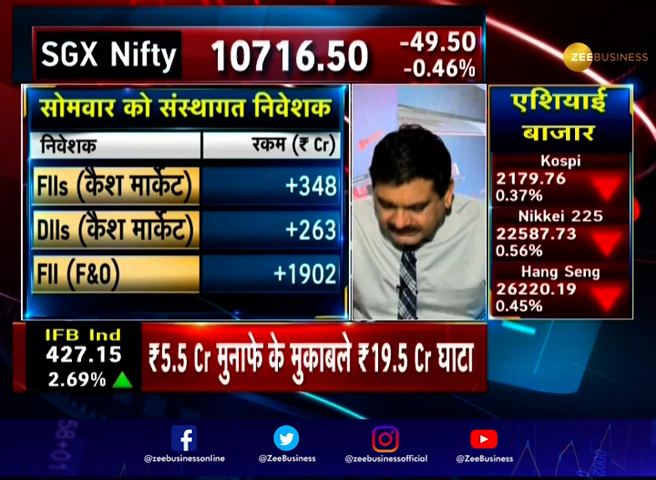 SGX Nifty
10716.50
-49.50
-0.46%
ZEEBUSINESS
सोमवार को संस्थागत निवेशक
निवेशक रकम (₹ Cr)
FIIs (कैश मार्केट) +348
DIIs (कैश मार्केट) +263
FII (F&O) +1902
एशियाई
बाजार
Kospi
2179.76
0.37%
Nikkei 225
22587.73
0.56%
Hang Seng
26220.19
0.45%
IFB Ind
427.15
2.69%
₹5.5 Cr मुनाफे के मुकाबले ₹19.5 Cr घाटा
@zeebusinessonline
@ZeeBusiness
@zeebusinessofficial
@ZeeBusiness